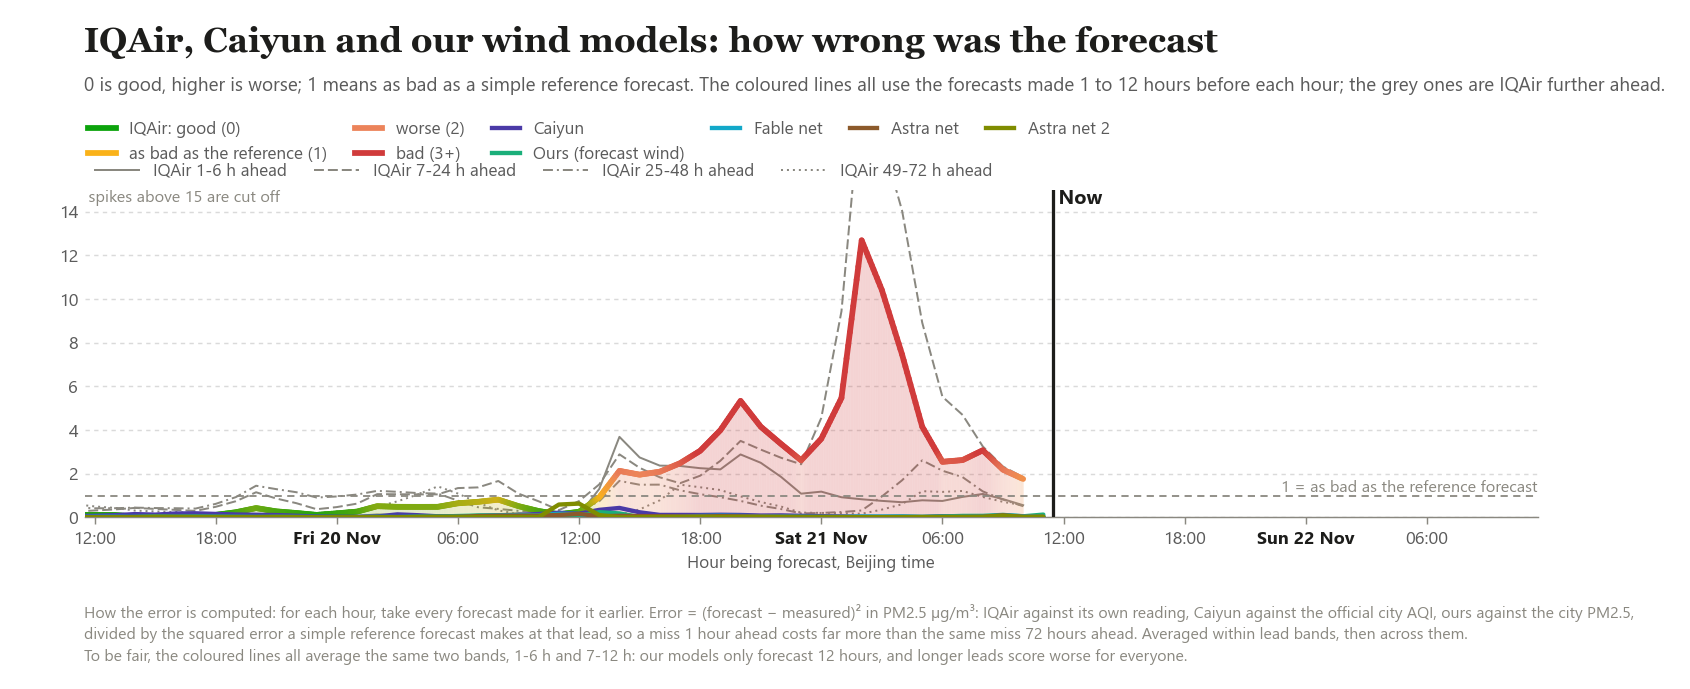 IQAir, Caiyun and our wind models: how wrong was the forecast
0 is good, higher is worse; 1 means as bad as a simple reference forecast. The coloured lines all use the forecasts made 1 to 12 hours before each hour; the grey ones are IQAir further ahead.
IQAir: good (0) worse (2) Caiyun Fable net Astra net Astra net 2
as bad as the reference (1) bad (3+) Ours (forecast wind)
IQAir 1-6 h ahead IQAir 7-24 h ahead IQAir 25-48 h ahead IQAir 49-72 h ahead
spikes above 15 are cut off
Now
14
12
10
8
6
4
2
1 = as bad as the reference forecast
0
12:00 18:00 Fri 20 Nov 06:00 12:00 18:00 Sat 21 Nov 06:00 12:00 18:00 Sun 22 Nov 06:00
Hour being forecast, Beijing time
How the error is computed: for each hour, take every forecast made for it earlier. Error = (forecast − measured)² in PM2.5 µg/m³: IQAir against its own reading, Caiyun against the official city AQI, ours against the city PM2.5,
divided by the squared error a simple reference forecast makes at that lead, so a miss 1 hour ahead costs far more than the same miss 72 hours ahead. Averaged within lead bands, then across them.
To be fair, the coloured lines all average the same two bands, 1-6 h and 7-12 h: our models only forecast 12 hours, and longer leads score worse for everyone.